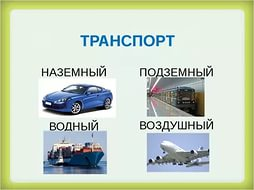 ТРАНСПОРТ
НАЗЕМНЫЙ ПОДЗЕМНЫЙ
ВОДНЫЙ ВОЗДУШНЫЙ